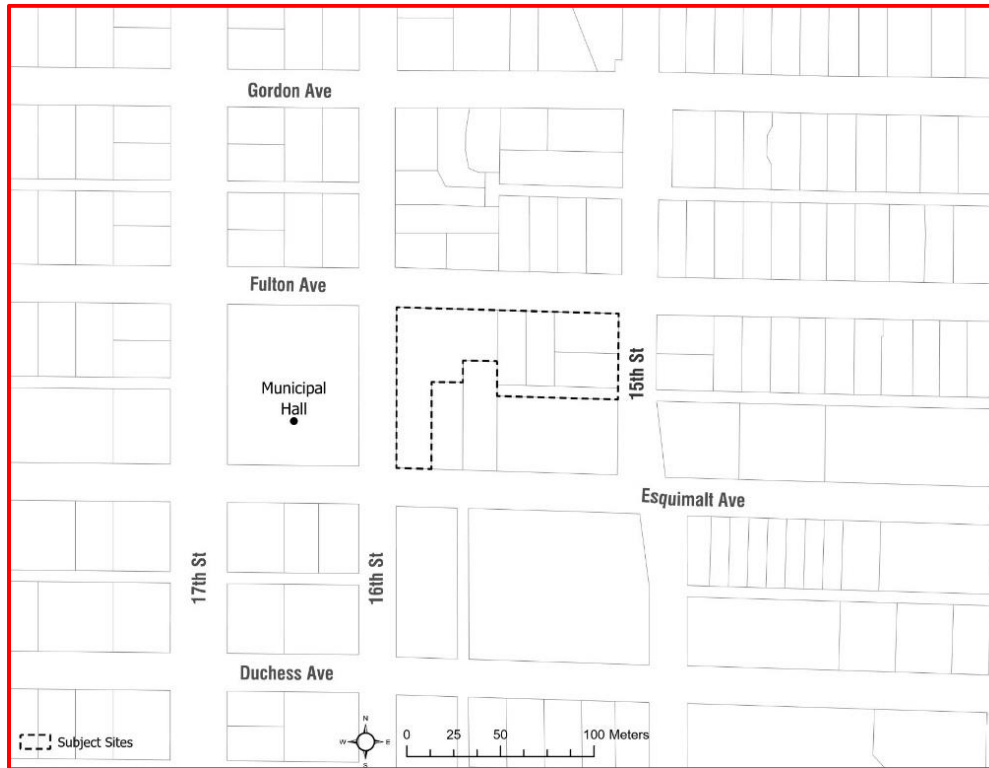 Gordon Ave
Fulton Ave
Municipal
Hall
15th St
Esquimalt Ave
17th St
16th St
Duchess Ave
Subject Sites
N
W E
S
0 25 50 100 Meters